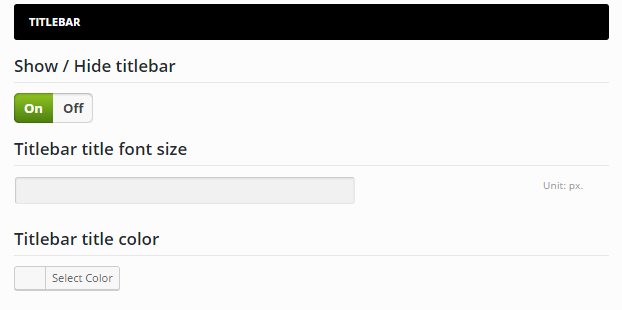 TITLEBAR
Show / Hide titlebar
On Off
Titlebar title font size
Unit: px.
Titlebar title color
Select Color